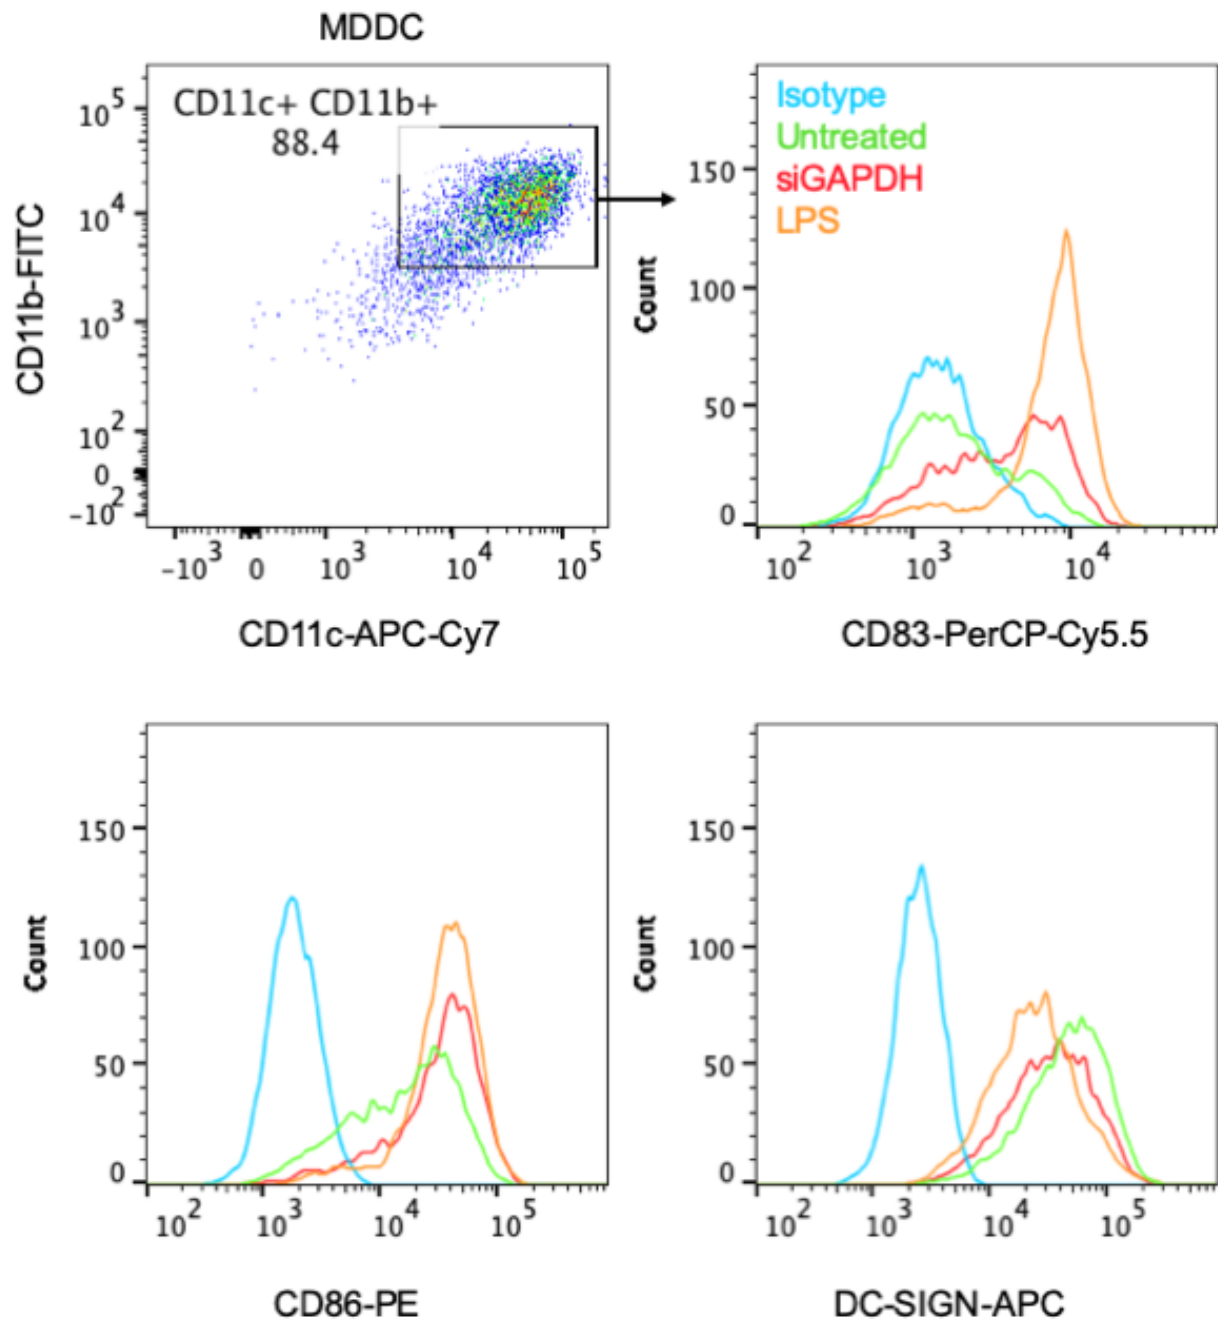 MDDC
CD11c+ CD11b+
88.4
10^5
10^4
10^3
10^2
0
-10^2
CD11b-FITC
-10^3 0 10^3 10^4 10^5
CD11c-APC-Cy7
Isotype
Untreated
siGAPDH
LPS
150
100
50
0
Count
10^2 10^3 10^4
CD83-PerCP-Cy5.5
150
100
50
0
Count
10^2 10^3 10^4 10^5
CD86-PE
150
100
50
0
Count
10^2 10^3 10^4 10^5
DC-SIGN-APC